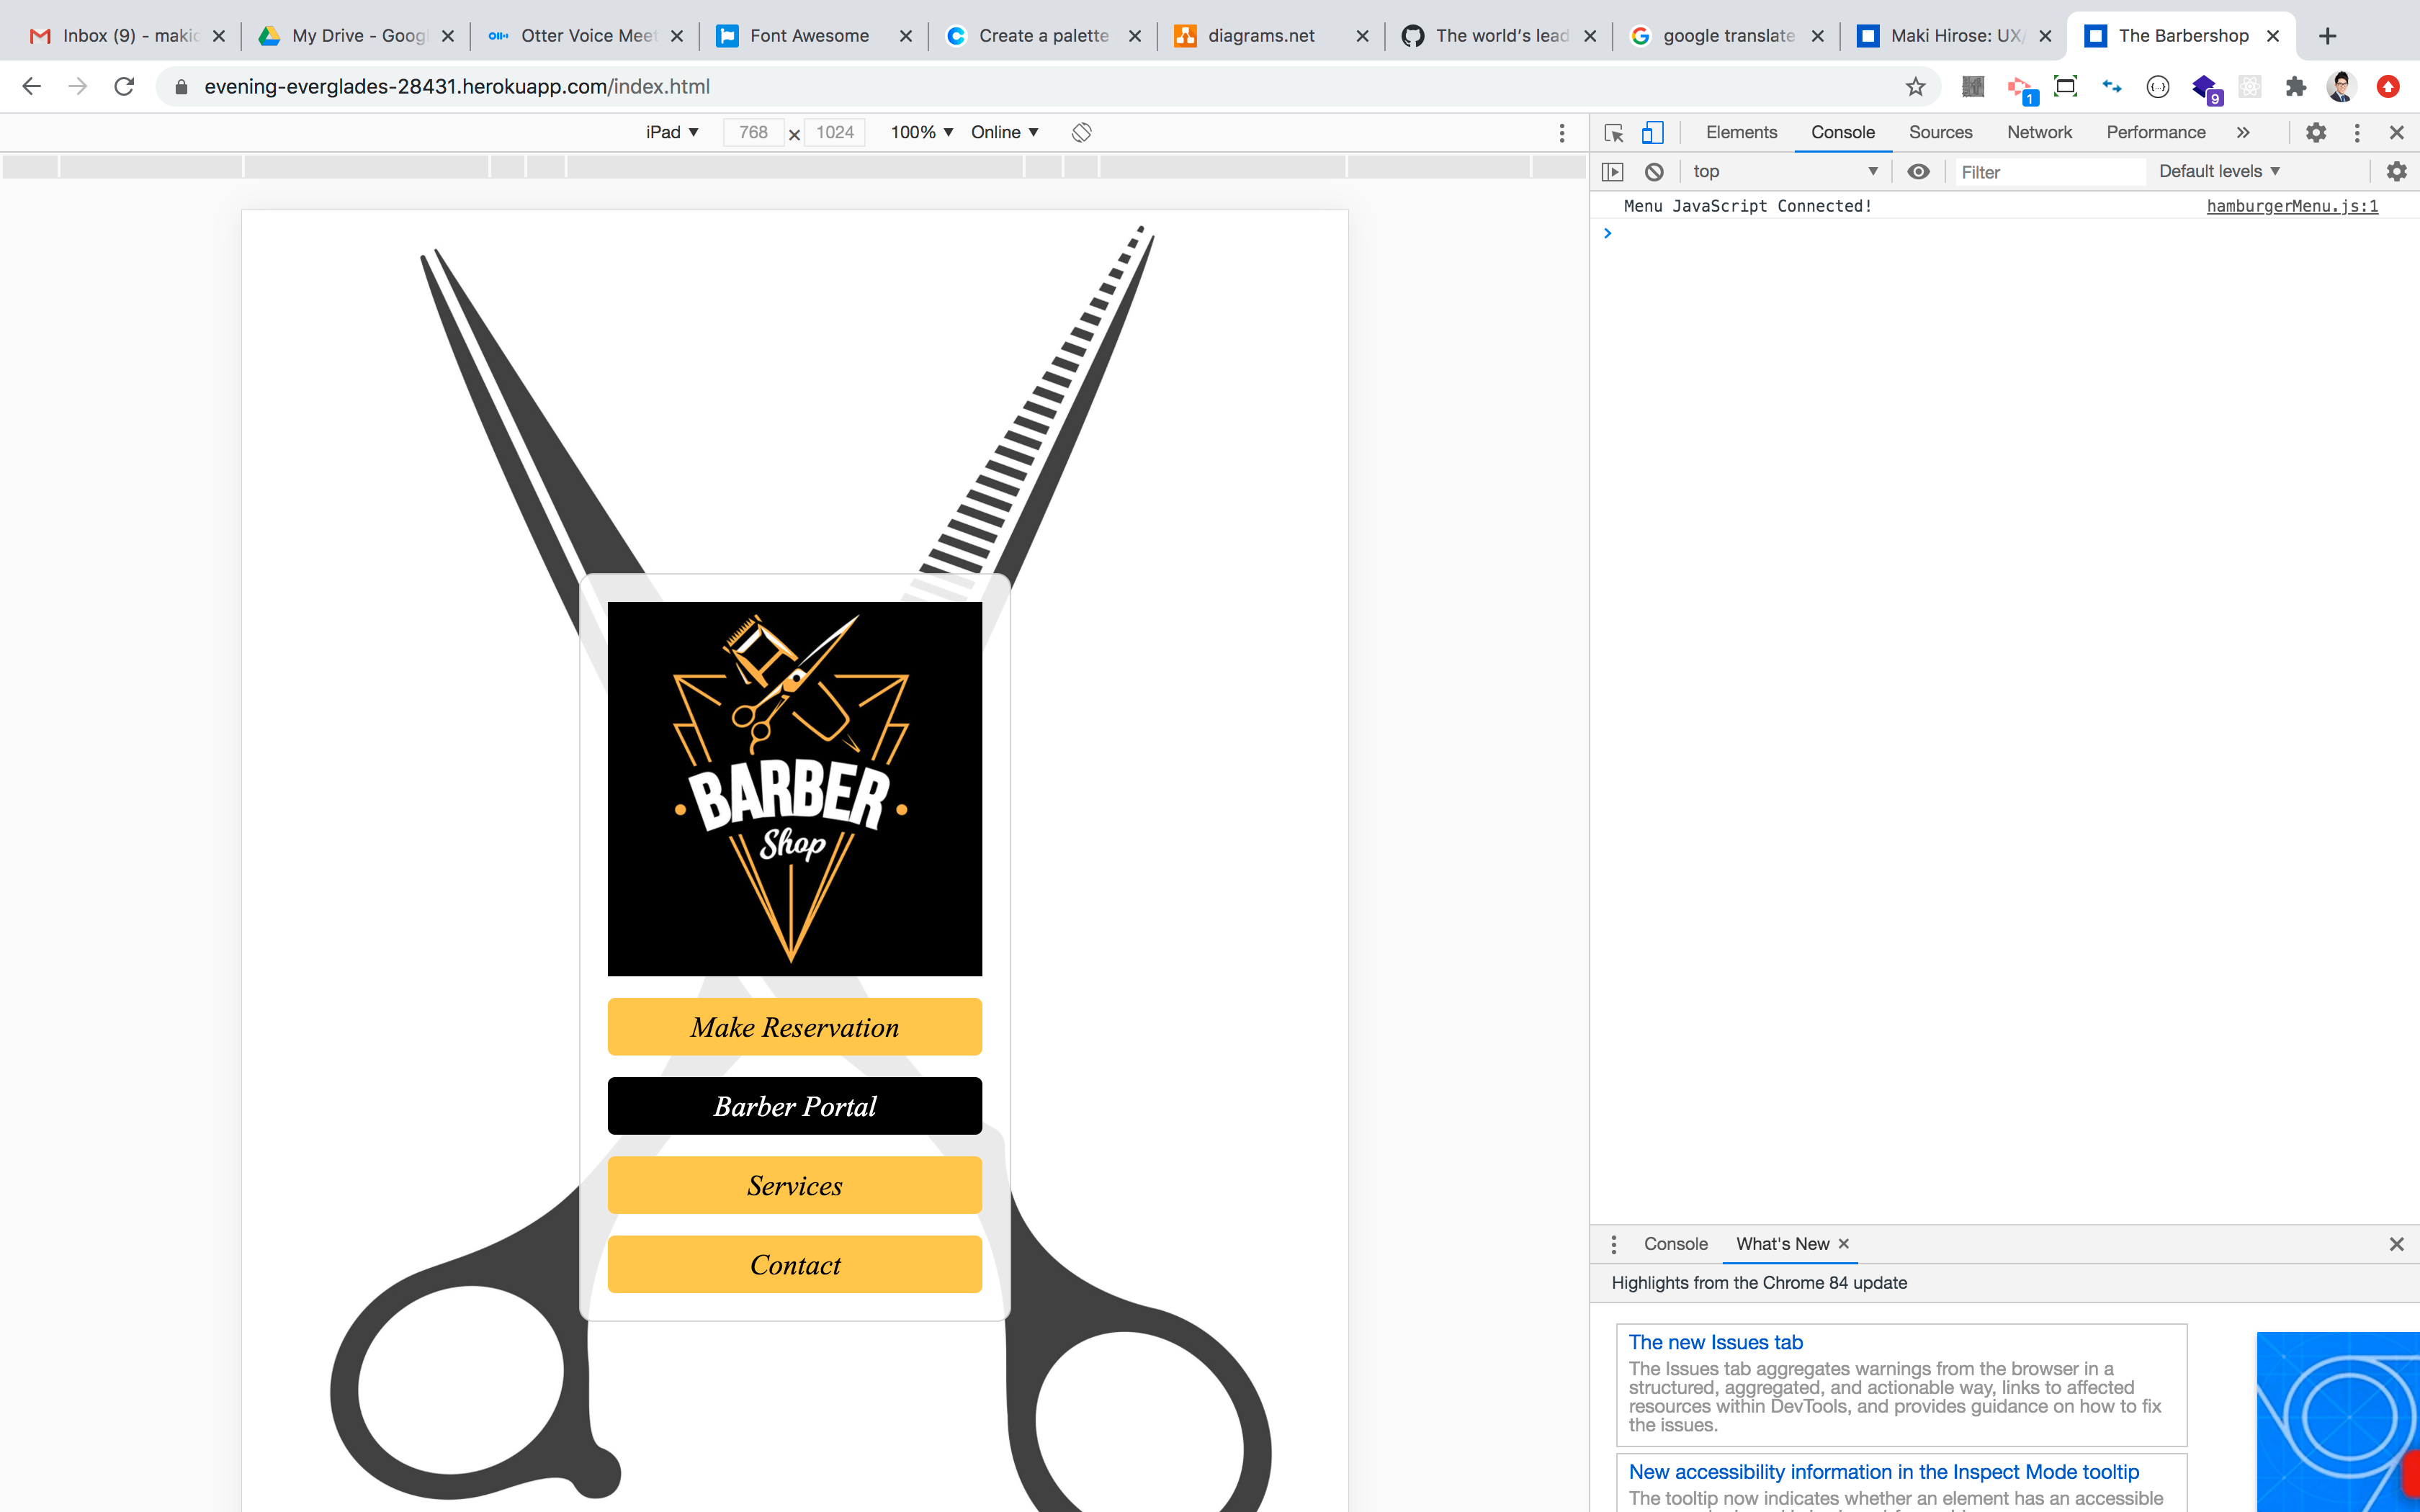 Inbox (9) - makic
My Drive - Googl
Otter Voice Meet
Font Awesome
Create a palette
diagrams.net
The world's lead
google translate
Maki Hirose: UX/
The Barbershop
evening-everglades-28431.herokuapp.com/index.html
1
9
iPad ▼ 768 × 1024 100% ▼ Online ▼
Elements Console Sources Network Performance »
top ▼ Filter Default levels ▼
Menu JavaScript Connected! hamburgerMenu.js:1
BARBER
Shop
Make Reservation
Barber Portal
Services
Contact
Console What's New
Highlights from the Chrome 84 update
The new Issues tab
The Issues tab aggregates warnings from the browser in a
structured, aggregated, and actionable way, links to affected
resources within DevTools, and provides guidance on how to fix
the issues.
New accessibility information in the Inspect Mode tooltip
The tooltip now indicates whether an element has an accessible